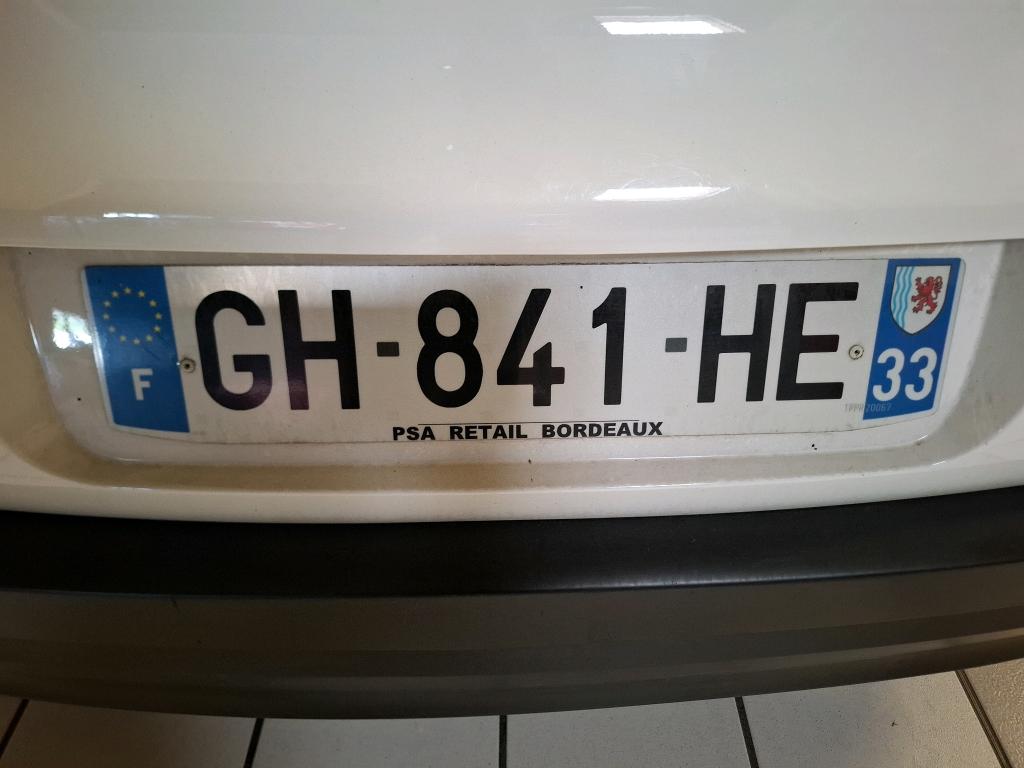 F GH-841-HE 33
PSA RETAIL BORDEAUX